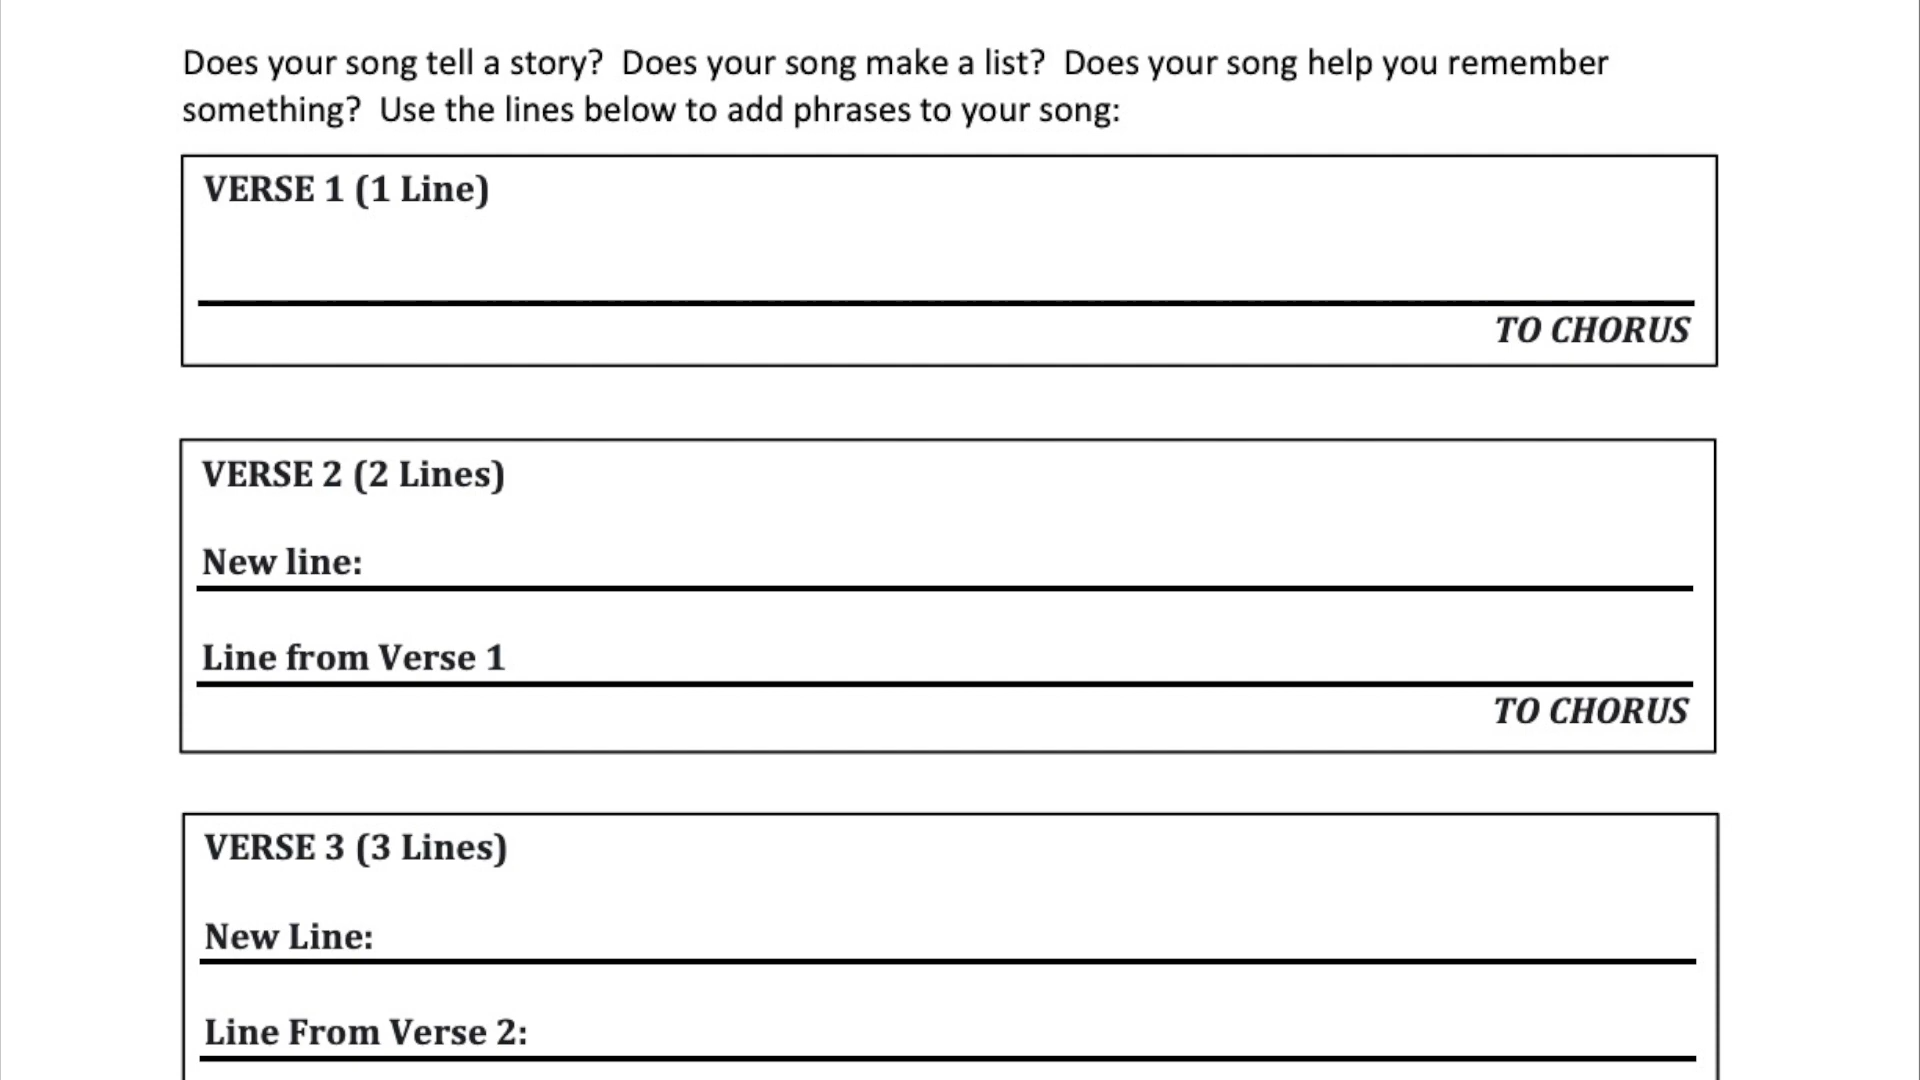 Does your song tell a story?  Does your song make a list?  Does your song help you remember
something?  Use the lines below to add phrases to your song:
VERSE 1 (1 Line)
TO CHORUS
VERSE 2 (2 Lines)
New line:
Line from Verse 1
TO CHORUS
VERSE 3 (3 Lines)
New Line:
Line From Verse 2: